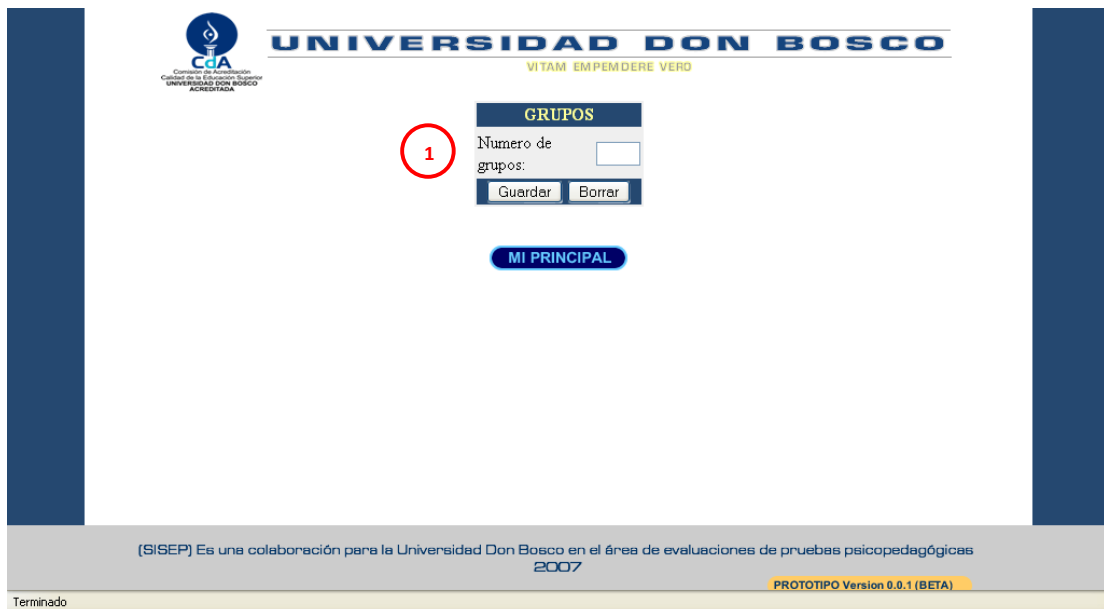 UNIVERSIDAD DON BOSCO
VITAM EMPEMDERE VERO
CdA
Comisión de Acreditación
Calidad de la Educación Superior
UNIVERSIDAD DON BOSCO
ACREDITADA
GRUPOS
1
Numero de
grupos:
Guardar Borrar
MI PRINCIPAL
(SISEP) Es una colaboración para la Universidad Don Bosco en el área de evaluaciones de pruebas psicopedagógicas
2007
PROTOTIPO Version 0.0.1 (BETA)
Terminado